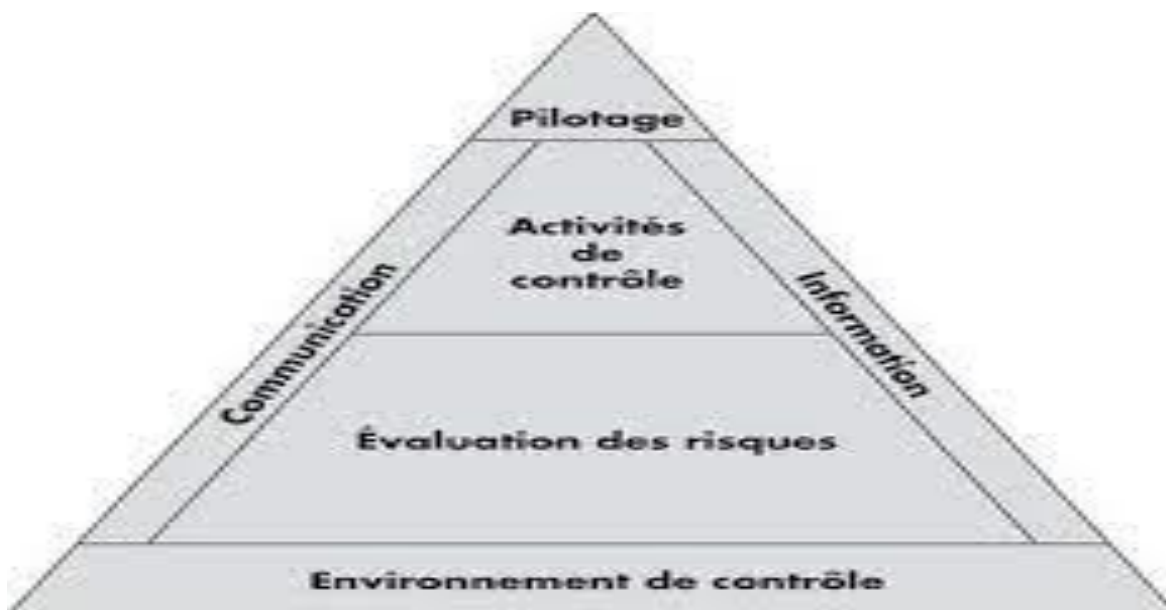 Pilotage
Activités
de
contrôle
Communication
Information
Évaluation des risques
Environnement de contrôle